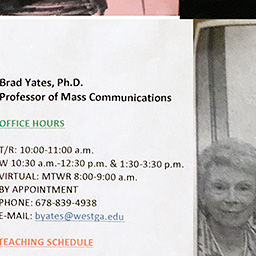 Brad Yates, Ph.D.
Professor of Mass Communications
OFFICE HOURS
T/R: 10:00-11:00 a.m.
W 10:30 a.m.-12:30 p.m. & 1:30-3:30 p.m.
VIRTUAL: MTWR 8:00-9:00 a.m.
BY APPOINTMENT
PHONE: 678-839-4938
E-MAIL: byates@westga.edu
TEACHING SCHEDULE